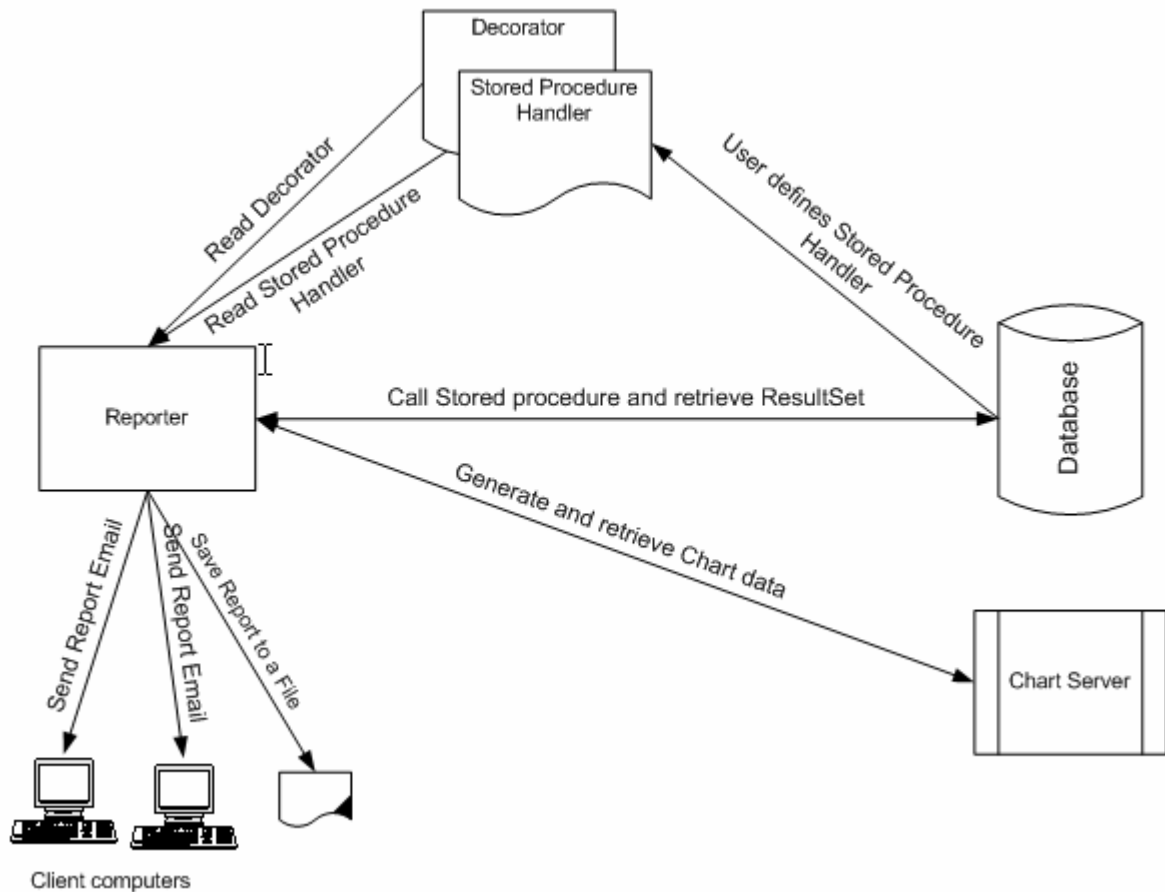 Decorator
Stored Procedure
Handler
Read Decorator
Read Stored Procedure
Handler
User defines Stored Procedure
Handler
Reporter
Call Stored procedure and retrieve ResultSet
Database
Generate and retrieve Chart data
Send Report Email
Send Report Email
Save Report to a File
Chart Server
Client computers